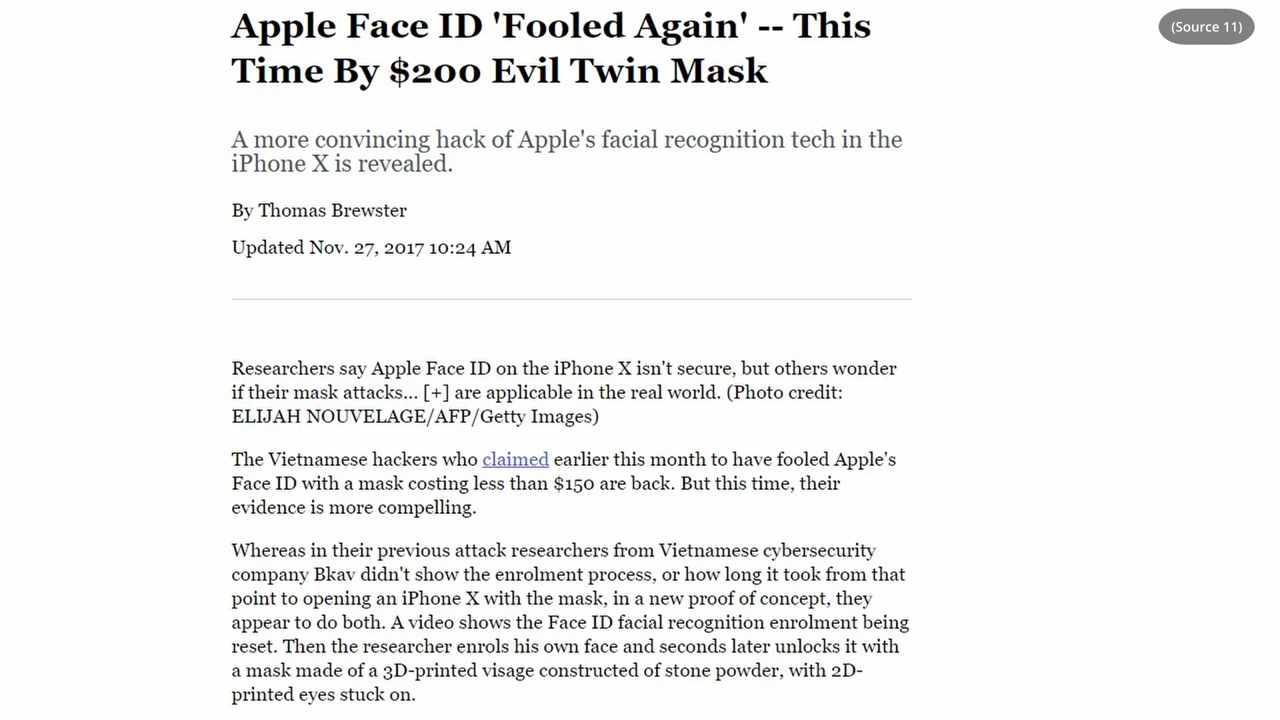 Apple Face ID 'Fooled Again' -- This
Time By $200 Evil Twin Mask
(Source 11)
A more convincing hack of Apple's facial recognition tech in the
iPhone X is revealed.
By Thomas Brewster
Updated Nov. 27, 2017 10:24 AM
Researchers say Apple Face ID on the iPhone X isn't secure, but others wonder
if their mask attacks... [+] are applicable in the real world. (Photo credit:
ELIJAH NOUVELAGE/AFP/Getty Images)
The Vietnamese hackers who claimed earlier this month to have fooled Apple's
Face ID with a mask costing less than $150 are back. But this time, their
evidence is more compelling.
Whereas in their previous attack researchers from Vietnamese cybersecurity
company Bkav didn't show the enrolment process, or how long it took from that
point to opening an iPhone X with the mask, in a new proof of concept, they
appear to do both. A video shows the Face ID facial recognition enrolment being
reset. Then the researcher enrols his own face and seconds later unlocks it with
a mask made of a 3D-printed visage constructed of stone powder, with 2D-
printed eyes stuck on.